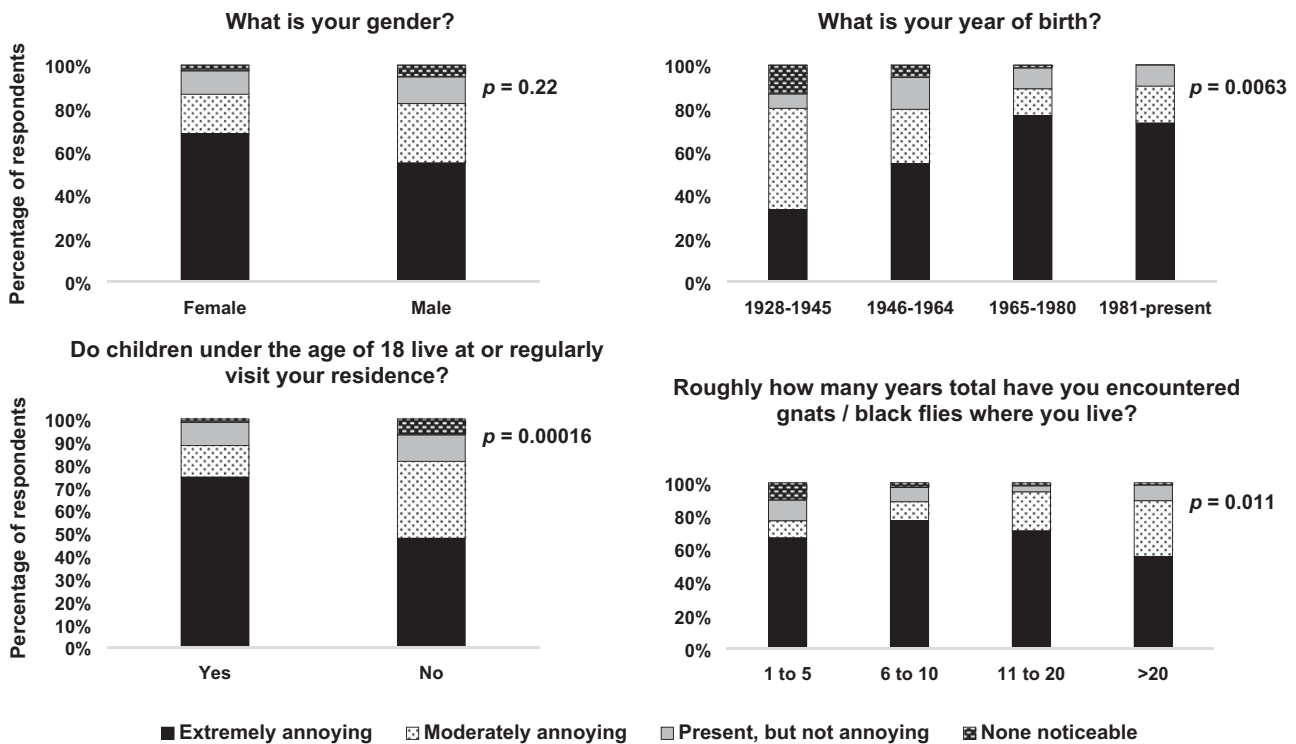 What is your gender?
Percentage of respondents
100%
80%
60%
40%
20%
0%
p = 0.22
Female Male
What is your year of birth?
100%
80%
60%
40%
20%
0%
p = 0.0063
1928-1945 1946-1964 1965-1980 1981-present
Do children under the age of 18 live at or regularly
visit your residence?
Percentage of respondents
100%
90%
80%
70%
60%
50%
40%
30%
20%
10%
0%
p = 0.00016
Yes No
Roughly how many years total have you encountered
gnats / black flies where you live?
100%
80%
60%
40%
20%
0%
p = 0.011
1 to 5 6 to 10 11 to 20 >20
Extremely annoying Moderately annoying Present, but not annoying None noticeable